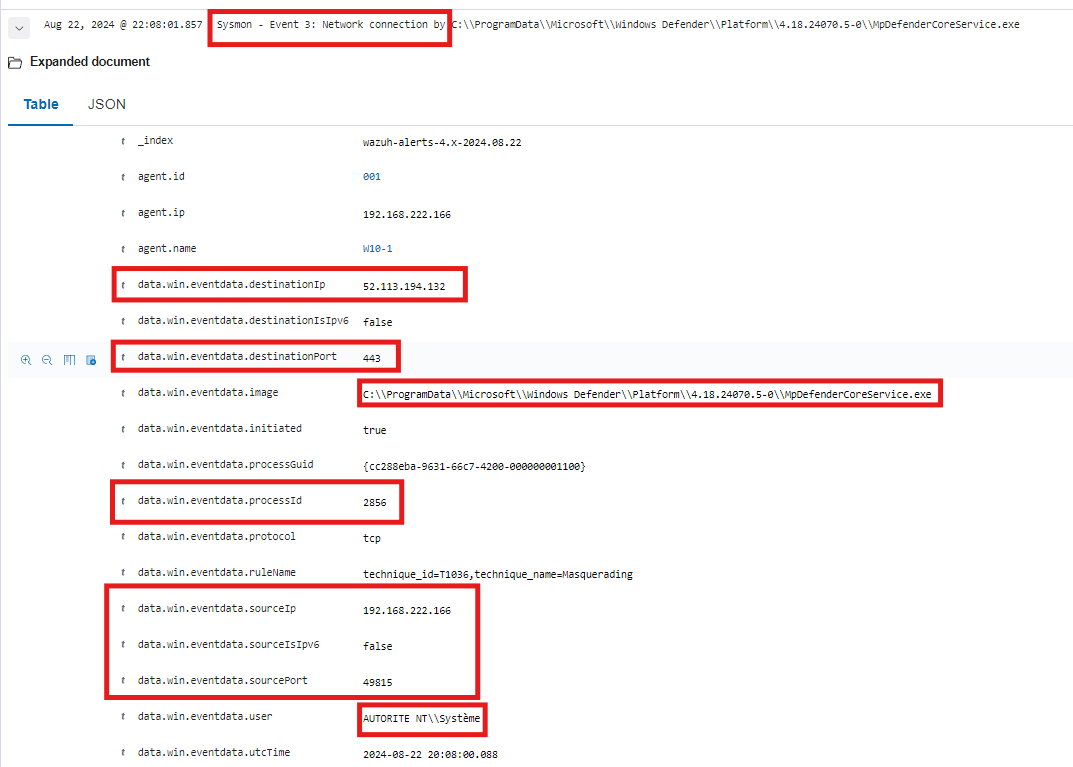 Aug 22, 2024 @ 22:08:01.857 Sysmon - Event 3: Network connection by C:\\ProgramData\\Microsoft\\Windows Defender\\Platform\\4.18.24070.5-0\\MpDefenderCoreService.exe
Expanded document
Table JSON
t _index wazuh-alerts-4.x-2024.08.22
t agent.id 001
t agent.ip 192.168.222.166
t agent.name W10-1
t data.win.eventdata.destinationIp 52.113.194.132
t data.win.eventdata.destinationIsIpv6 false
t data.win.eventdata.destinationPort 443
t data.win.eventdata.image C:\\ProgramData\\Microsoft\\Windows Defender\\Platform\\4.18.24070.5-0\\MpDefenderCoreService.exe
t data.win.eventdata.initiated true
t data.win.eventdata.processGuid {cc288eba-9631-66c7-4200-000000001100}
t data.win.eventdata.processId 2856
t data.win.eventdata.protocol tcp
t data.win.eventdata.ruleName technique_id=T1036,technique_name=Masquerading
t data.win.eventdata.sourceIp 192.168.222.166
t data.win.eventdata.sourceIsIpv6 false
t data.win.eventdata.sourcePort 49815
t data.win.eventdata.user AUTORITE NT\\Système
t data.win.eventdata.utcTime 2024-08-22 20:08:00.088